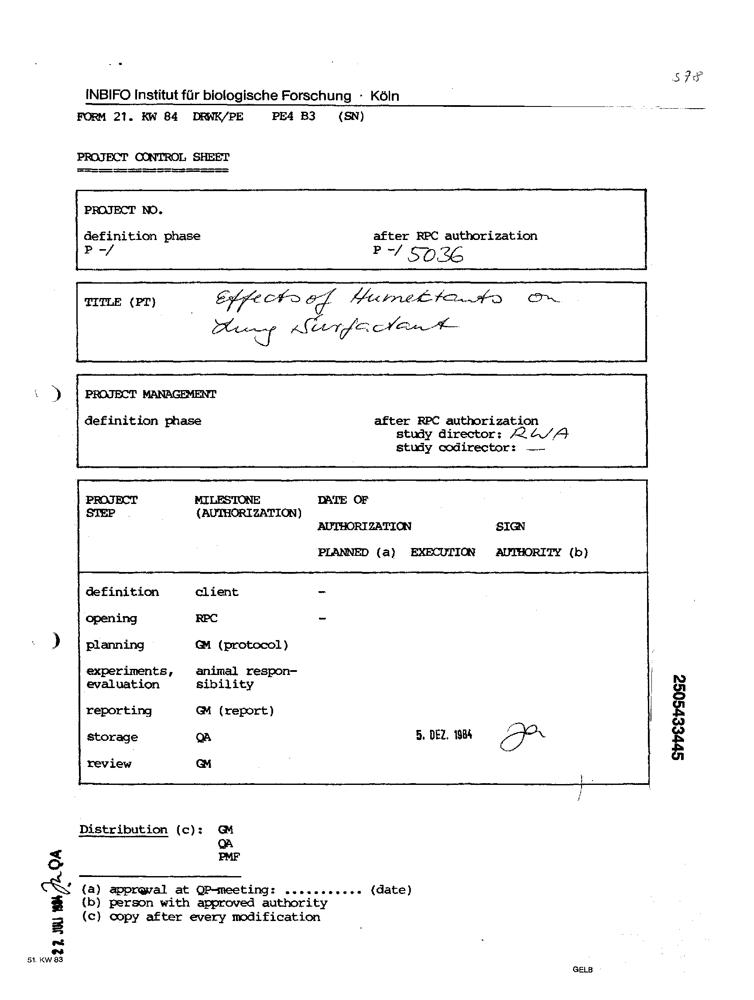 578
INBIFO Institut für biologische Forschung · Köln
FORM 21. KW 84 DRWK/PE PE4 B3 (SN)
PROJECT CONTROL SHEET
PROJECT NO.
definition phase after RPC authorization
P -/ P -/ 5036
TITLE (PT) Effects of Humektants on
Lung Surfactant
PROJECT MANAGEMENT
definition phase after RPC authorization
study director: RWA
study codirector: —
PROJECT MILESTONE DATE OF
STEP (AUTHORIZATION)
AUTHORIZATION SIGN
PLANNED (a) EXECUTION AUTHORITY (b)
definition client -
opening RPC -
planning GM (protocol)
experiments, animal respon-
evaluation sibility
reporting GM (report)
storage QA 5. DEZ. 1984
review GM
2505433445
Distribution (c): GM
QA
PMF
(a) approval at QP-meeting: ........... (date)
(b) person with approved authority
(c) copy after every modification
22. JULI 1984 QA
51. KW 83
GELB